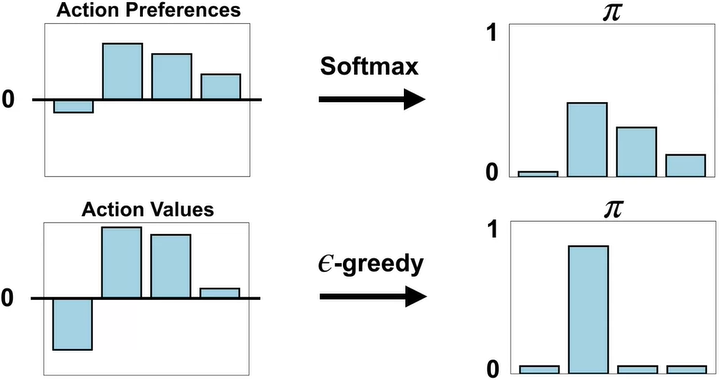 Action Preferences
π
1
0
Softmax
0
Action Values
π
1
0
ϵ-greedy
0